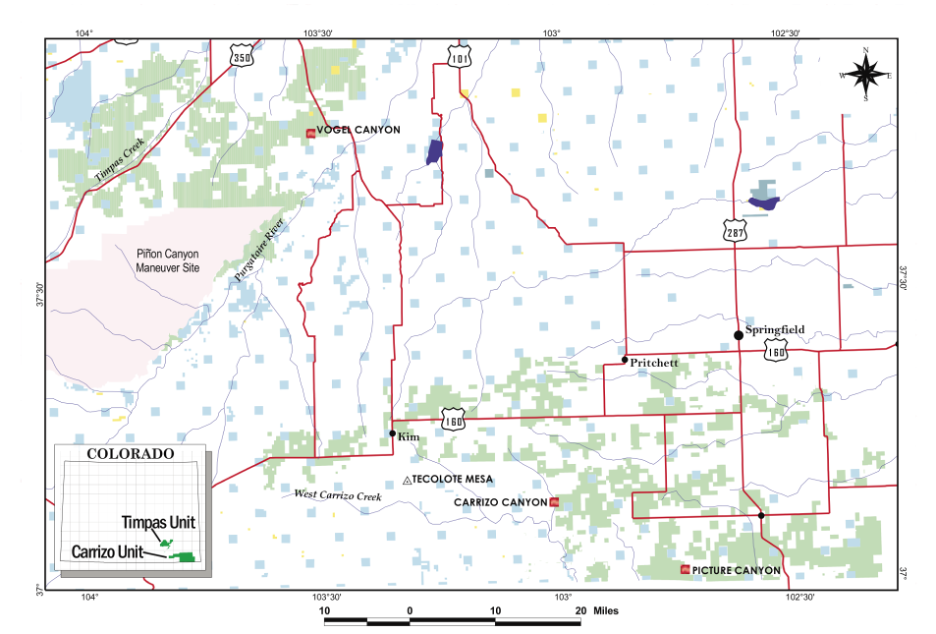 104°
103°30'
103°
102°30'
350
101
N
W
E
S
VOGEL CANYON
Timpas Creek
287
Purgatoire River
Piñon Canyon
Maneuver Site
37°30'
37°30'
Springfield
160
Pritchett
160
Kim
COLORADO
Timpas Unit
Carrizo Unit
TECOLOTE MESA
West Carrizo Creek
CARRIZO CANYON
PICTURE CANYON
37°
37°
104°
103°30'
103°
102°30'
10 0 10 20 Miles